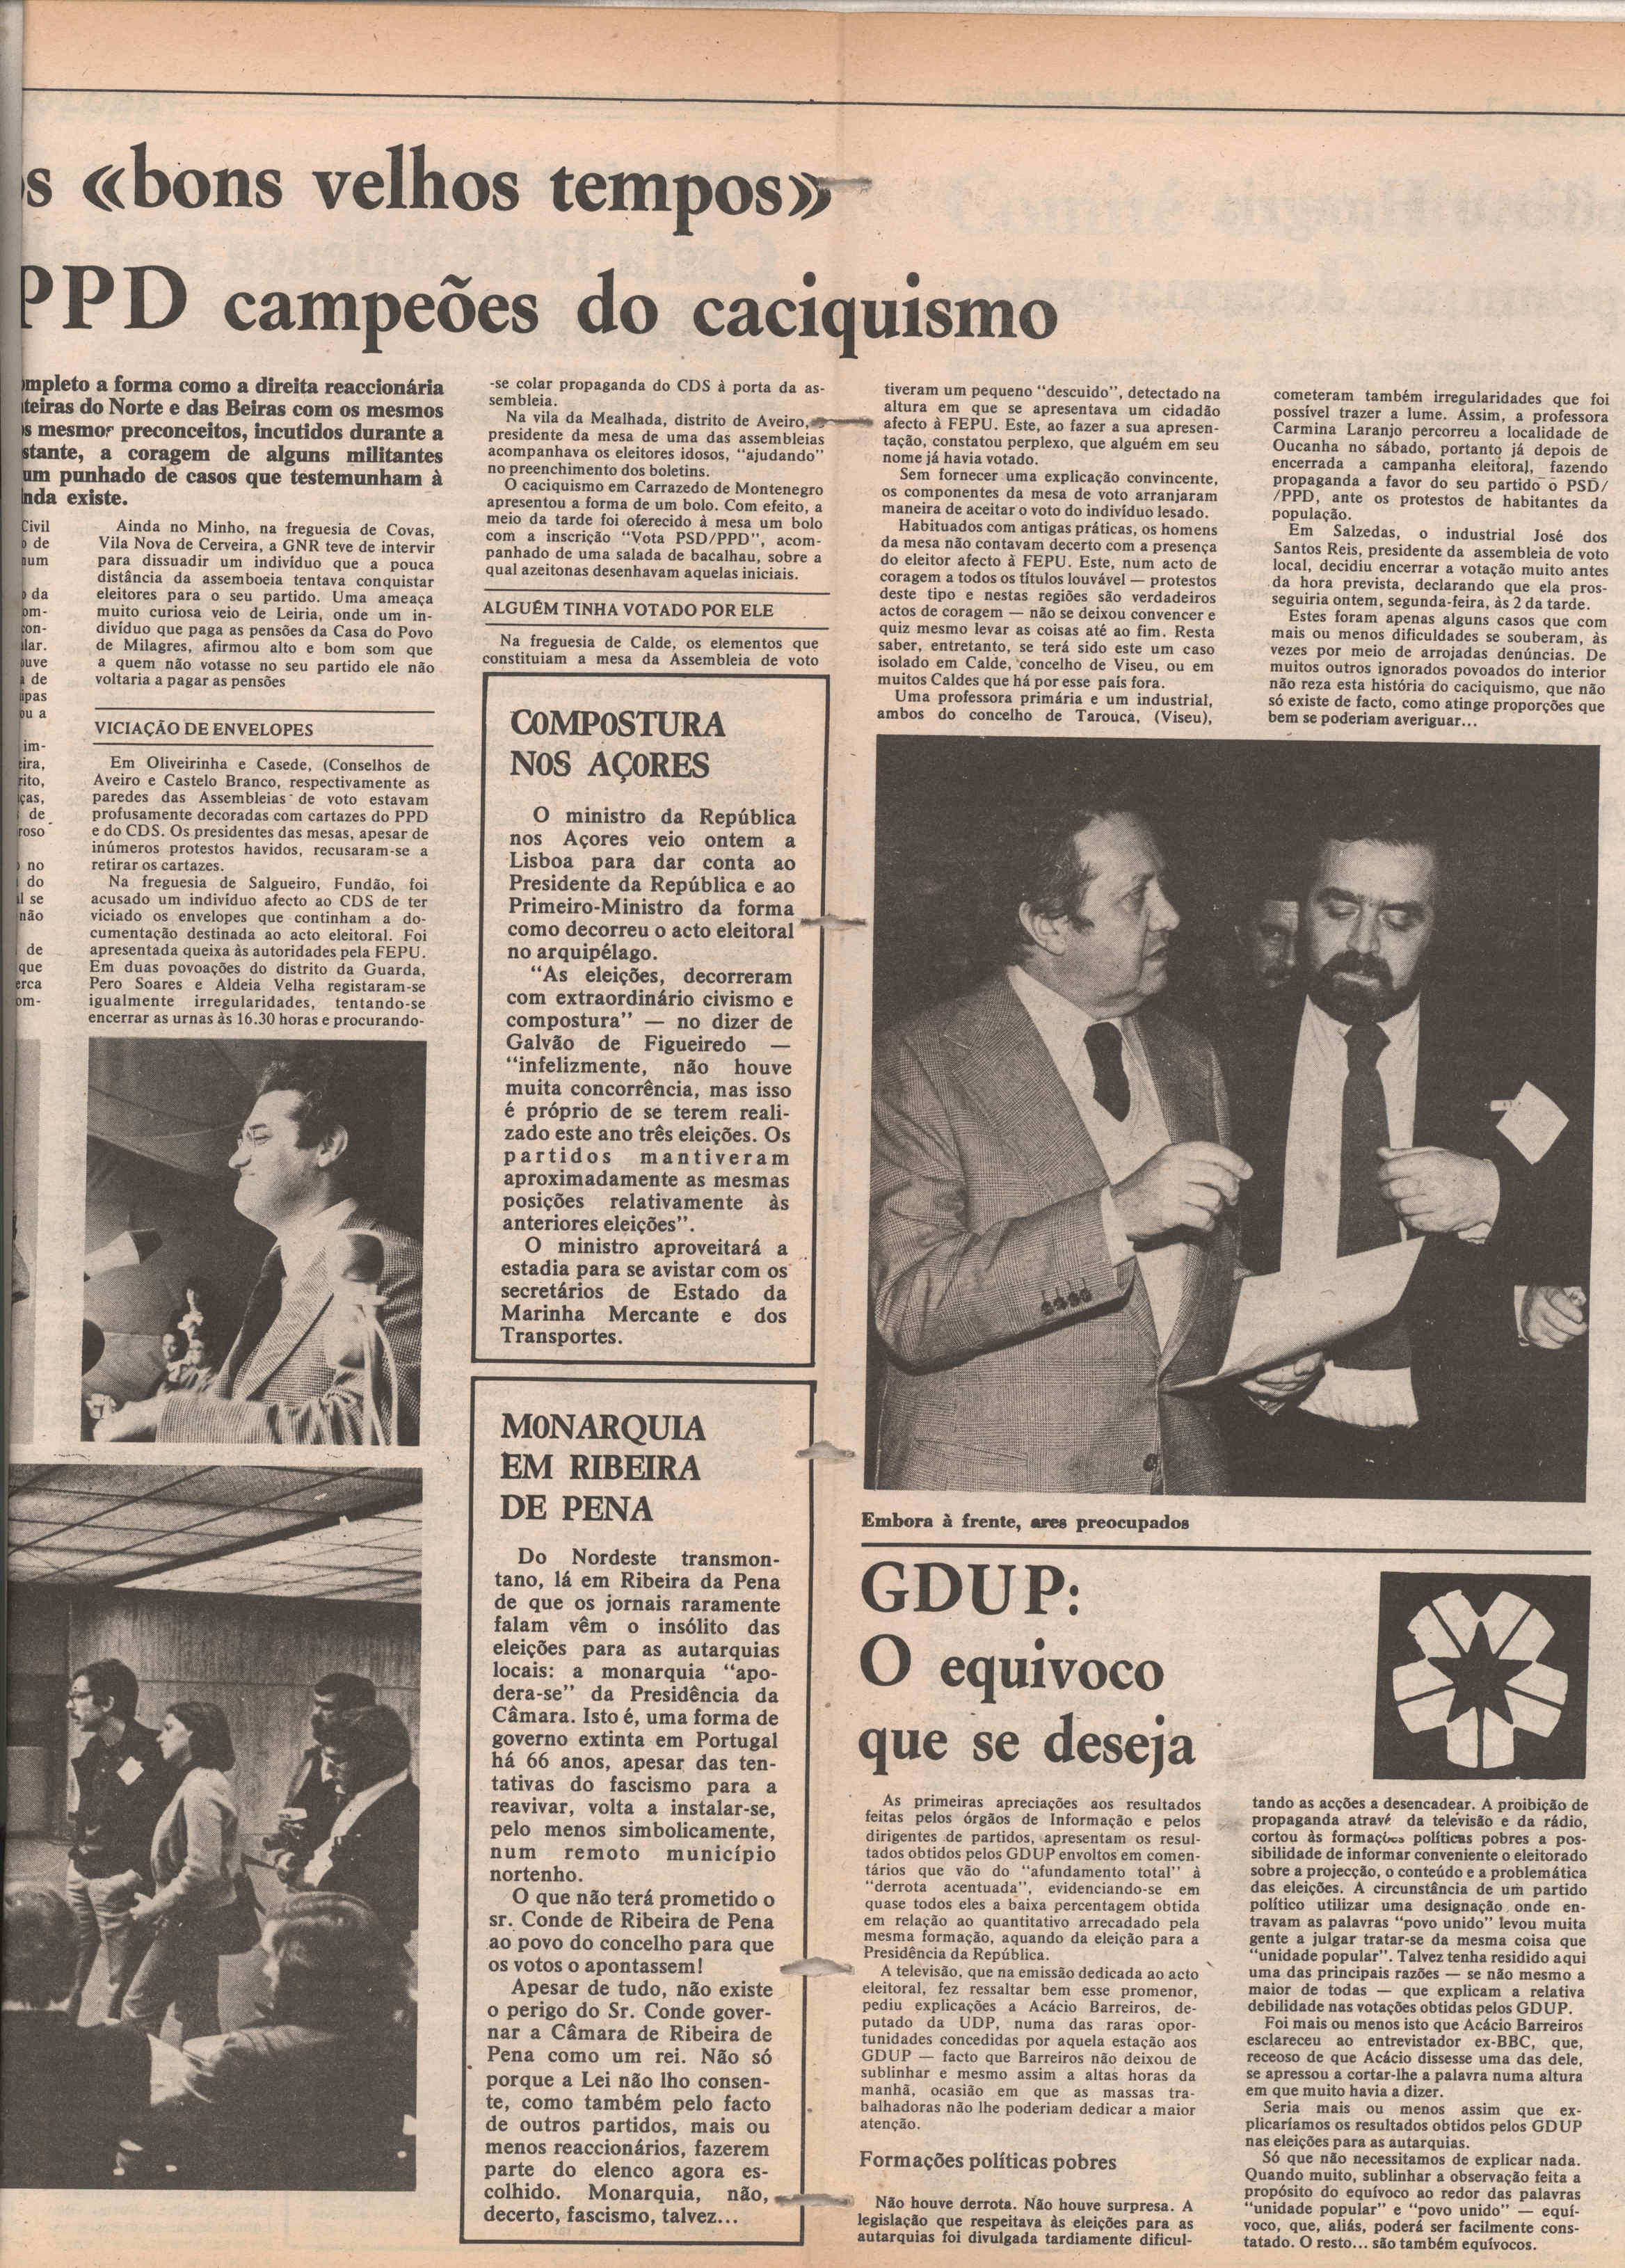 s «bons velhos tempos»
PPD campeões do caciquismo
mpleto a forma como a direita reaccionária
teiras do Norte e das Beiras com os mesmos
s mesmor preconceitos, incutidos durante a
stante, a coragem de alguns militantes
um punhado de casos que testemunham à
nda existe.
Civil
de
num
da
om-
con-
lar.
ouve
de
ipas
ou a
im-
eira,
rito,
ças,
de
roso
no
do
l se
não
de
que
erca
om-
Ainda no Minho, na freguesia de Covas,
Vila Nova de Cerveira, a GNR teve de intervir
para dissuadir um indivíduo que a pouca
distância da assemboeia tentava conquistar
eleitores para o seu partido. Uma ameaça
muito curiosa veio de Leiria, onde um in-
divíduo que paga as pensões da Casa do Povo
de Milagres, afirmou alto e bom som que
a quem não votasse no seu partido ele não
voltaria a pagar as pensões
VICIAÇÃO DE ENVELOPES
Em Oliveirinha e Casede, (Conselhos de
Aveiro e Castelo Branco, respectivamente as
paredes das Assembleias de voto estavam
profusamente decoradas com cartazes do PPD
e do CDS. Os presidentes das mesas, apesar de
inúmeros protestos havidos, recusaram-se a
retirar os cartazes.
Na freguesia de Salgueiro, Fundão, foi
acusado um indivíduo afecto ao CDS de ter
viciado os envelopes que continham a do-
cumentação destinada ao acto eleitoral. Foi
apresentada queixa às autoridades pela FEPU.
Em duas povoações do distrito da Guarda,
Pero Soares e Aldeia Velha registaram-se
igualmente irregularidades, tentando-se
encerrar as urnas às 16.30 horas e procurando-
-se colar propaganda do CDS à porta da as-
sembleia.
Na vila da Mealhada, distrito de Aveiro,
presidente da mesa de uma das assembleias
acompanhava os eleitores idosos, "ajudando"
no preenchimento dos boletins.
O caciquismo em Carrazedo de Montenegro
apresentou a forma de um bolo. Com efeito, a
meio da tarde foi oferecido à mesa um bolo
com a inscrição "Vota PSD/PPD", acom-
panhado de uma salada de bacalhau, sobre a
qual azeitonas desenhavam aquelas iniciais.
ALGUÉM TINHA VOTADO POR ELE
Na freguesia de Calde, os elementos que
constituiam a mesa da Assembleia de voto
tiveram um pequeno "descuido", detectado na
altura em que se apresentava um cidadão
afecto à FEPU. Este, ao fazer a sua apresen-
tação, constatou perplexo, que alguém em seu
nome já havia votado.
Sem fornecer uma explicação convincente,
os componentes da mesa de voto arranjaram
maneira de aceitar o voto do indivíduo lesado.
Habituados com antigas práticas, os homens
da mesa não contavam decerto com a presença
do eleitor afecto à FEPU. Este, num acto de
coragem a todos os títulos louvável — protestos
deste tipo e nestas regiões são verdadeiros
actos de coragem — não se deixou convencer e
quiz mesmo levar as coisas até ao fim. Resta
saber, entretanto, se terá sido este um caso
isolado em Calde, concelho de Viseu, ou em
muitos Caldes que há por esse país fora.
Uma professora primária e um industrial,
ambos do concelho de Tarouca, (Viseu),
cometeram também irregularidades que foi
possível trazer a lume. Assim, a professora
Carmina Laranjo percorreu a localidade de
Oucanha no sábado, portanto já depois de
encerrada a campanha eleitoral, fazendo
propaganda a favor do seu partido o PSD/
/PPD, ante os protestos de habitantes da
população.
Em Salzedas, o industrial José dos
Santos Reis, presidente da assembleia de voto
local, decidiu encerrar a votação muito antes
da hora prevista, declarando que ela pros-
seguiria ontem, segunda-feira, às 2 da tarde.
Estes foram apenas alguns casos que com
mais ou menos dificuldades se souberam, às
vezes por meio de arrojadas denúncias. De
muitos outros ignorados povoados do interior
não reza esta história do caciquismo, que não
só existe de facto, como atinge proporções que
bem se poderiam averiguar...
COMPOSTURA
NOS AÇORES
O ministro da República
nos Açores veio ontem a
Lisboa para dar conta ao
Presidente da República e ao
Primeiro-Ministro da forma
como decorreu o acto eleitoral
no arquipélago.
"As eleições, decorreram
com extraordinário civismo e
compostura" — no dizer de
Galvão de Figueiredo —
"infelizmente, não houve
muita concorrência, mas isso
é próprio de se terem reali-
zado este ano três eleições. Os
partidos mantiveram
aproximadamente as mesmas
posições relativamente às
anteriores eleições".
O ministro aproveitará a
estadia para se avistar com os
secretários de Estado da
Marinha Mercante e dos
Transportes.
MONARQUIA
EM RIBEIRA
DE PENA
Do Nordeste transmon-
tano, lá em Ribeira da Pena
de que os jornais raramente
falam vêm o insólito das
eleições para as autarquias
locais: a monarquia "apo-
dera-se" da Presidência da
Câmara. Isto é, uma forma de
governo extinta em Portugal
há 66 anos, apesar das ten-
tativas do fascismo para a
reavivar, volta a instalar-se,
pelo menos simbolicamente,
num remoto município
nortenho.
O que não terá prometido o
sr. Conde de Ribeira de Pena
ao povo do concelho para que
os votos o apontassem!
Apesar de tudo, não existe
o perigo do Sr. Conde gover-
nar a Câmara de Ribeira de
Pena como um rei. Não só
porque a Lei não lho consen-
te, como também pelo facto
de outros partidos, mais ou
menos reaccionários, fazerem
parte do elenco agora es-
colhido. Monarquia, não,
decerto, fascismo, talvez...
Embora à frente, ares preocupados
GDUP:
O equivoco
que se deseja
As primeiras apreciações aos resultados
feitas pelos órgãos de Informação e pelos
dirigentes de partidos, apresentam os resul-
tados obtidos pelos GDUP envoltos em comen-
tários que vão do "afundamento total" à
"derrota acentuada", evidenciando-se em
quase todos eles a baixa percentagem obtida
em relação ao quantitativo arrecadado pela
mesma formação, aquando da eleição para a
Presidência da República.
A televisão, que na emissão dedicada ao acto
eleitoral, fez ressaltar bem esse promenor,
pediu explicações a Acácio Barreiros, de-
putado da UDP, numa das raras opor-
tunidades concedidas por aquela estação aos
GDUP — facto que Barreiros não deixou de
sublinhar e mesmo assim a altas horas da
manhã, ocasião em que as massas tra-
balhadoras não lhe poderiam dedicar a maior
atenção.
Formações políticas pobres
Não houve derrota. Não houve surpresa. A
legislação que respeitava às eleições para as
autarquias foi divulgada tardiamente dificul-
tando as acções a desencadear. A proibição de
propaganda atravé da televisão e da rádio,
cortou às formações políticas pobres a pos-
sibilidade de informar conveniente o eleitorado
sobre a projecção, o conteúdo e a problemática
das eleições. A circunstância de um partido
político utilizar uma designação onde en-
travam as palavras "povo unido" levou muita
gente a julgar tratar-se da mesma coisa que
"unidade popular". Talvez tenha residido aqui
uma das principais razões — se não mesmo a
maior de todas — que explicam a relativa
debilidade nas votações obtidas pelos GDUP.
Foi mais ou menos isto que Acácio Barreiros
esclareceu ao entrevistador ex-BBC, que,
receoso de que Acácio dissesse uma das dele,
se apressou a cortar-lhe a palavra numa altura
em que muito havia a dizer.
Seria mais ou menos assim que ex-
plicaríamos os resultados obtidos pelos GDUP
nas eleições para as autarquias.
Só que não necessitamos de explicar nada.
Quando muito, sublinhar a observação feita a
propósito do equívoco ao redor das palavras
"unidade popular" e "povo unido" — equí-
voco, que, aliás, poderá ser facilmente cons-
tatado. O resto... são também equívocos.